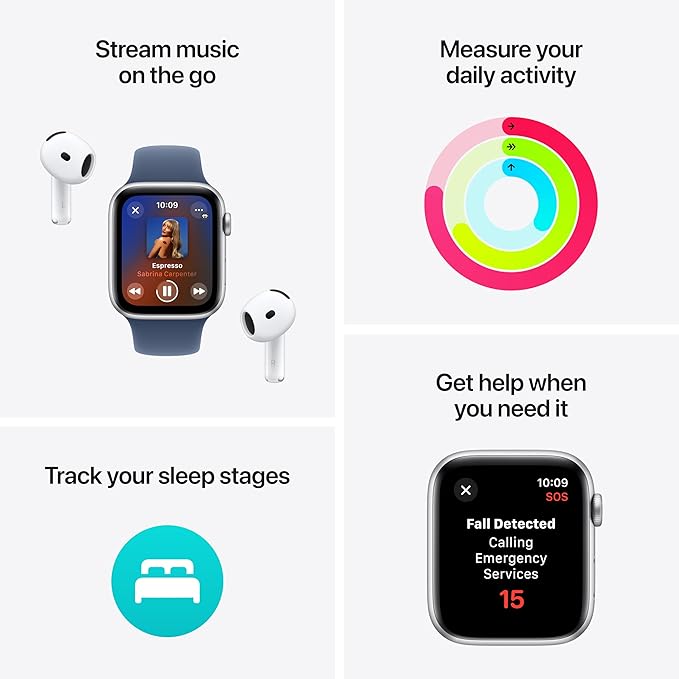 Stream music
on the go
10:09
Espresso
Sabrina Carpenter
Measure your
daily activity
Track your sleep stages
Get help when
you need it
10:09
SOS
Fall Detected
Calling
Emergency
Services
15